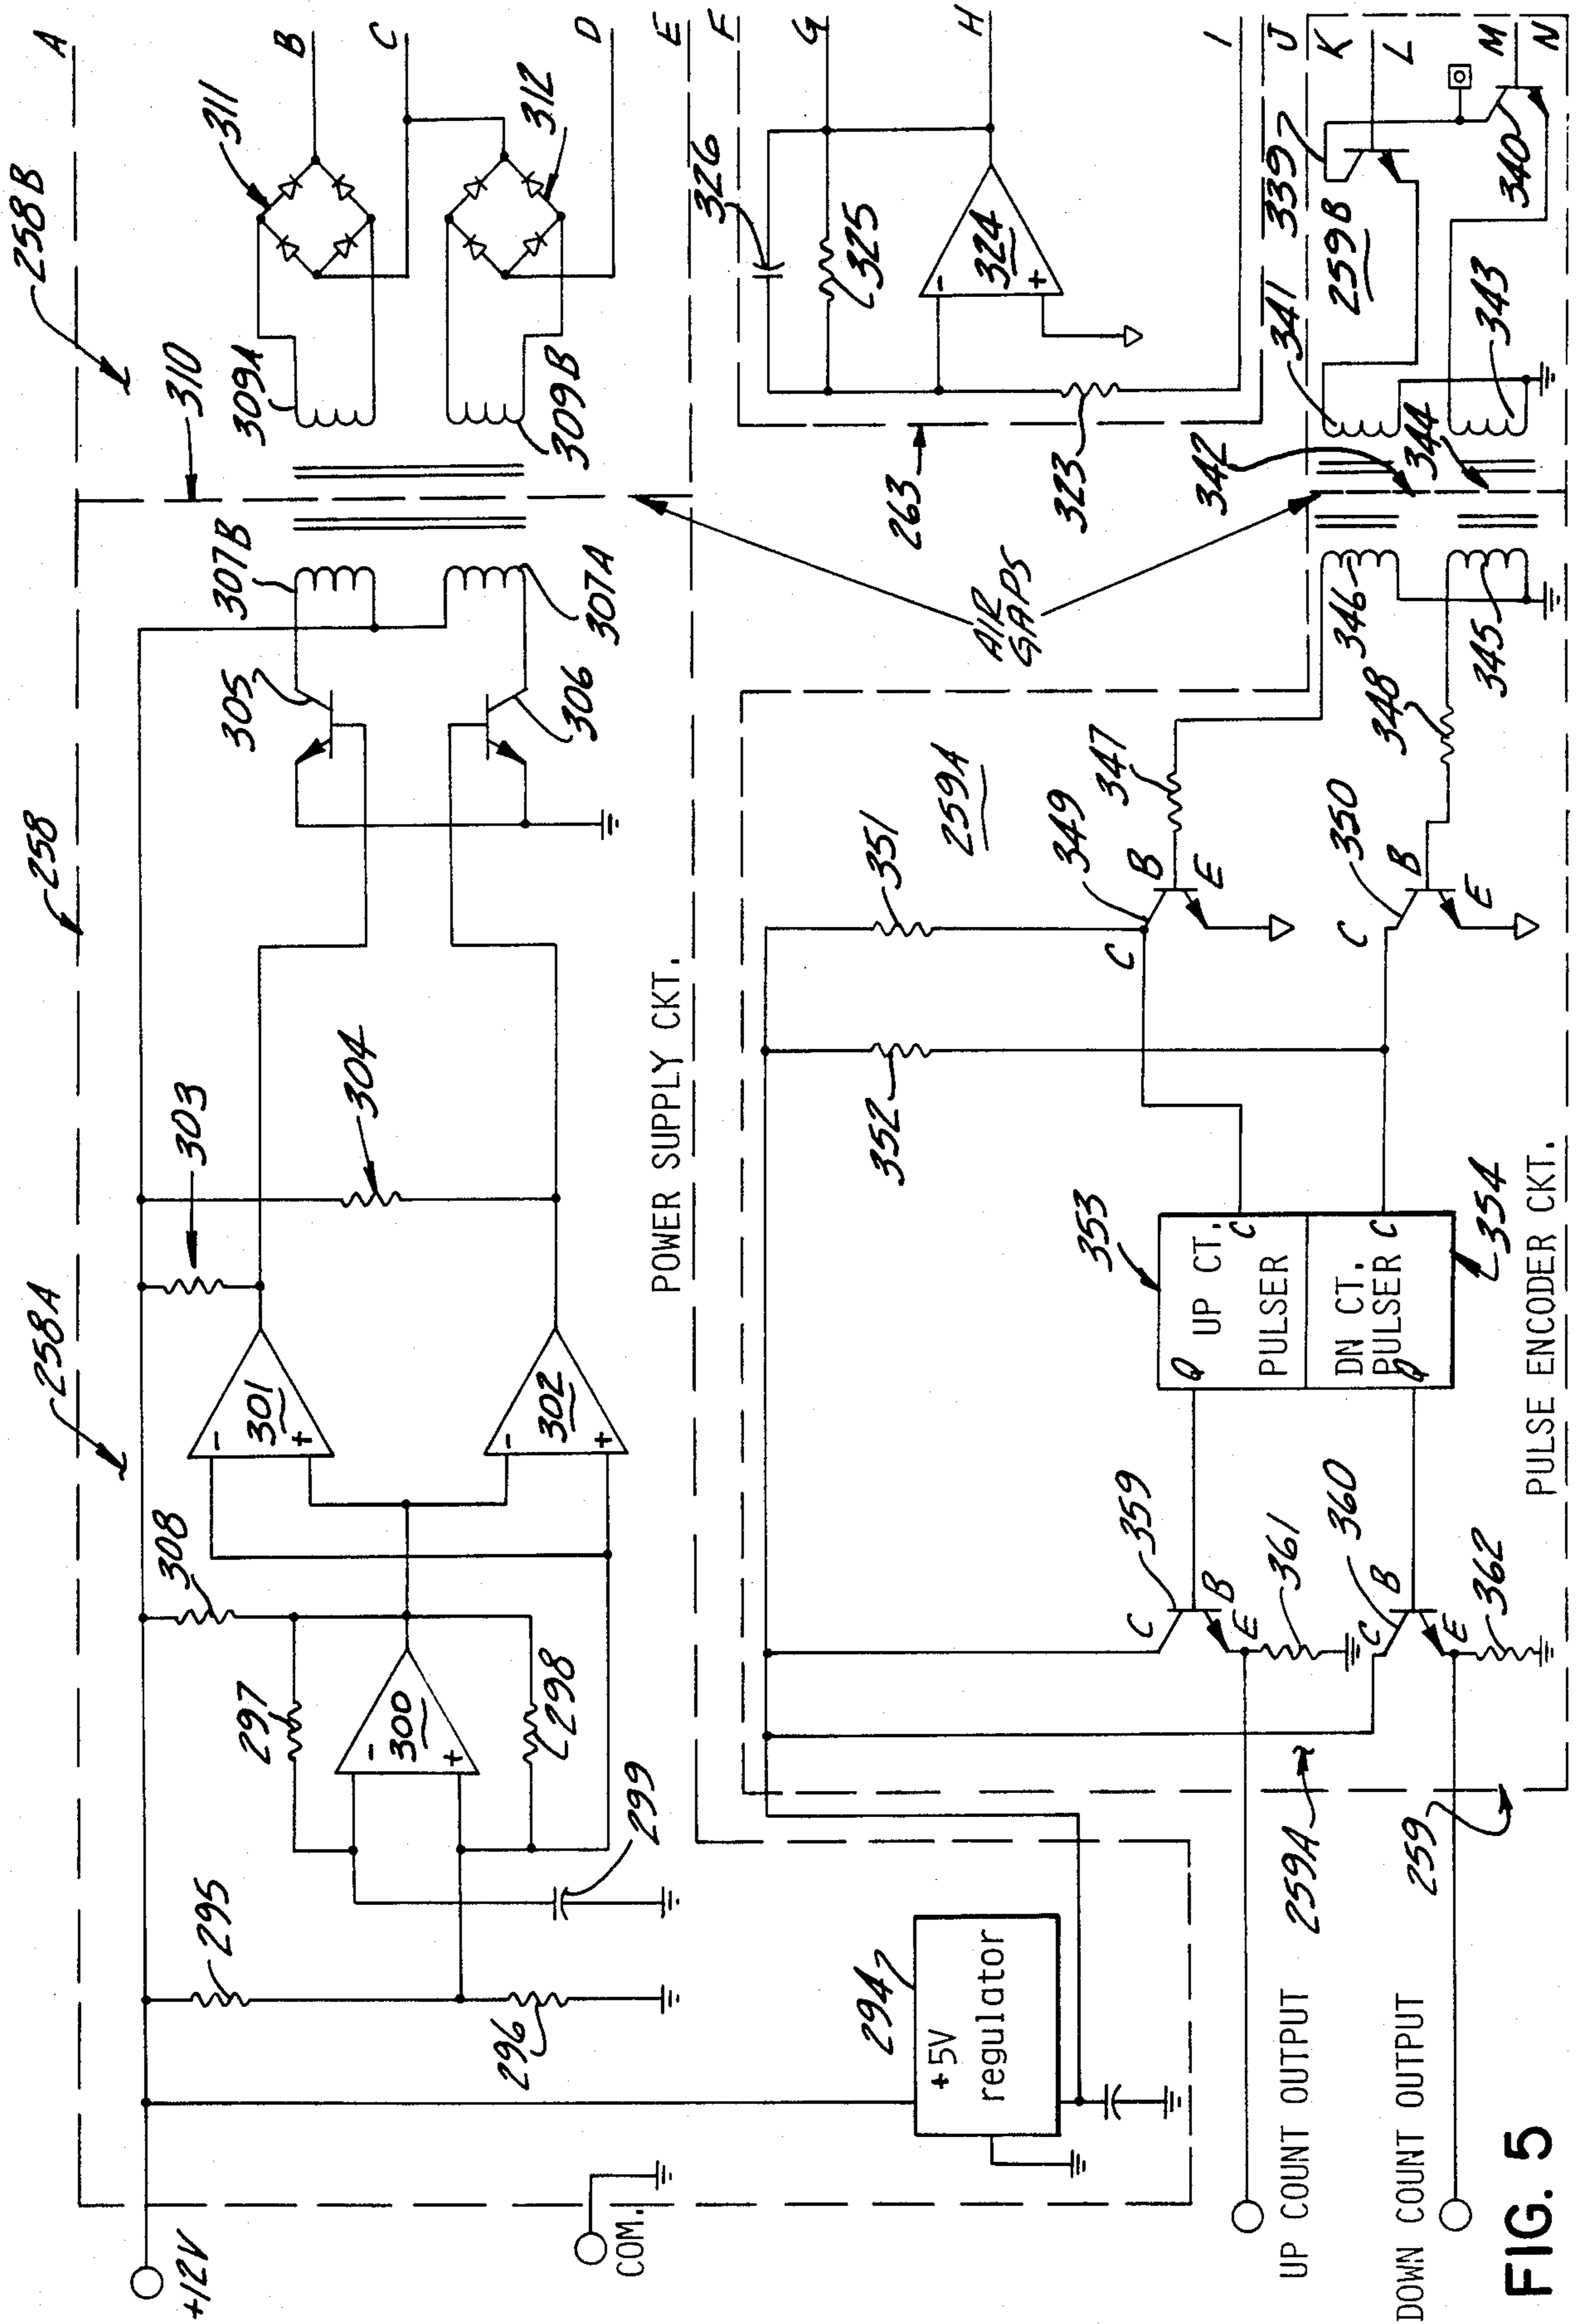 258
258A
258B
A
+12V
308
303
304
305
307B
310
309A
311
B
C
295
297
-
300
+
298
-
301
+
-
302
+
306
307A
309B
312
D
296
299
COM.
POWER SUPPLY CKT.
E
294
+5V
regulator
AIR
GAPS
F
326
G
325
-
324
+
H
263
323
I
J
352
351
259A
347
349
C
B
E
346
342
341
339
K
259B
L
344
343
340
M
N
353
Q
UP CT.
C
PULSER
DN CT.
C
PULSER
Q
354
C
B
350
E
348
345
359
C
B
E
361
360
C
B
E
362
PULSE ENCODER CKT.
259A
259
UP COUNT OUTPUT
DOWN COUNT OUTPUT
FIG. 5